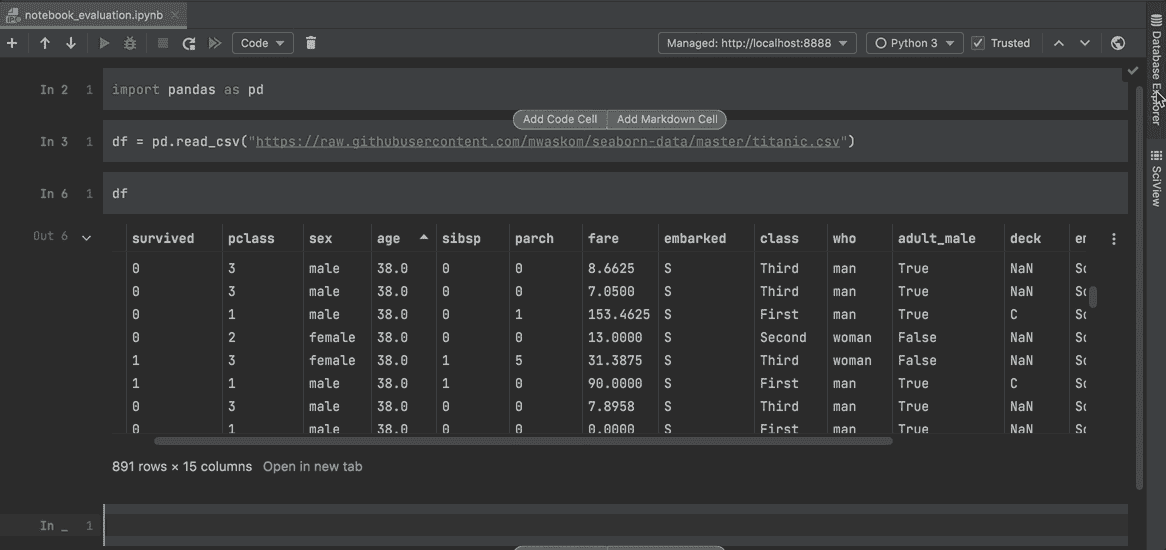 notebook_evaluation.ipynb
Code Managed: http://localhost:8888 Python 3 Trusted
Database Explorer
SciView
In 2 1 import pandas as pd
Add Code Cell Add Markdown Cell
In 3 1 df = pd.read_csv("https://raw.githubusercontent.com/mwaskom/seaborn-data/master/titanic.csv")
In 6 1 df
Out 6 survived pclass sex age sibsp parch fare embarked class who adult_male deck
0 3 male 38.0 0 0 8.6625 S Third man True NaN
0 3 male 38.0 0 0 7.0500 S Third man True NaN
0 1 male 38.0 0 1 153.4625 S First man True C
0 2 female 38.0 0 0 13.0000 S Second woman False NaN
1 3 female 38.0 1 5 31.3875 S Third woman False NaN
1 1 male 38.0 1 0 90.0000 S First man True C
0 3 male 38.0 0 0 7.8958 S Third man True NaN
0 1 male 38.0 0 0 0.0000 S First man True NaN
891 rows × 15 columns Open in new tab
In _ 1